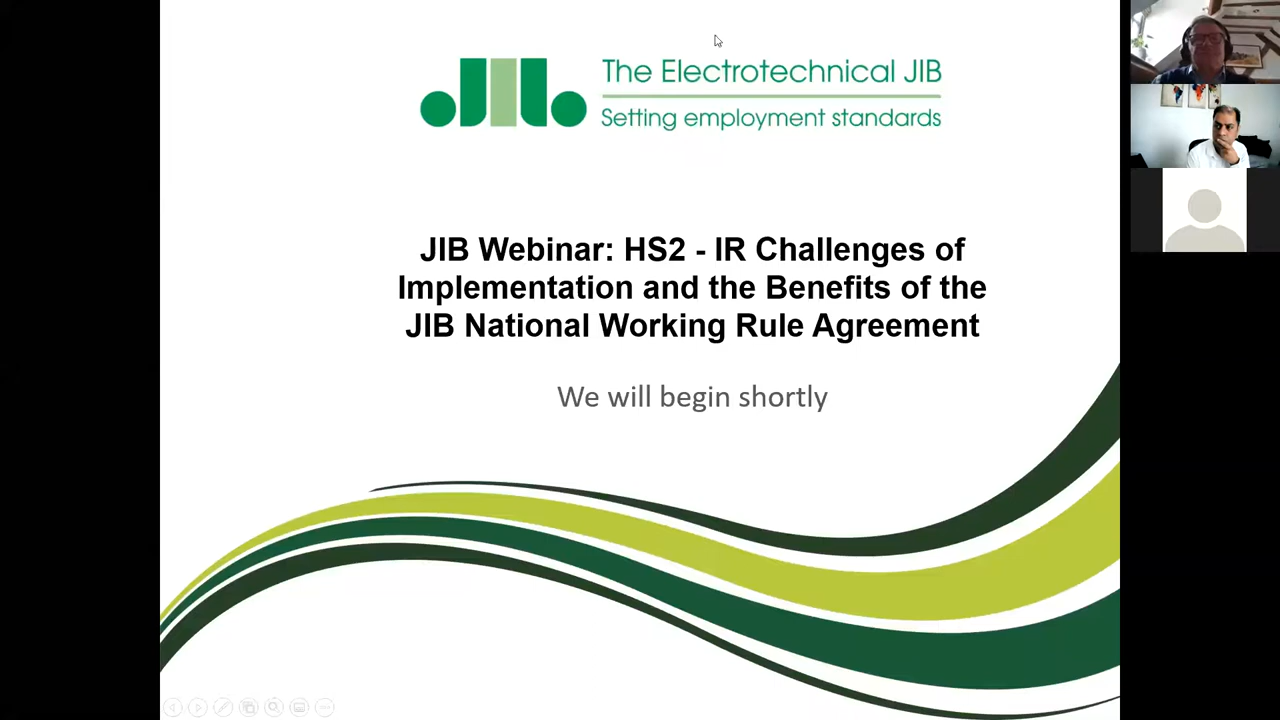 JIB
The Electrotechnical JIB
Setting employment standards
JIB Webinar: HS2 - IR Challenges of
Implementation and the Benefits of the
JIB National Working Rule Agreement
We will begin shortly